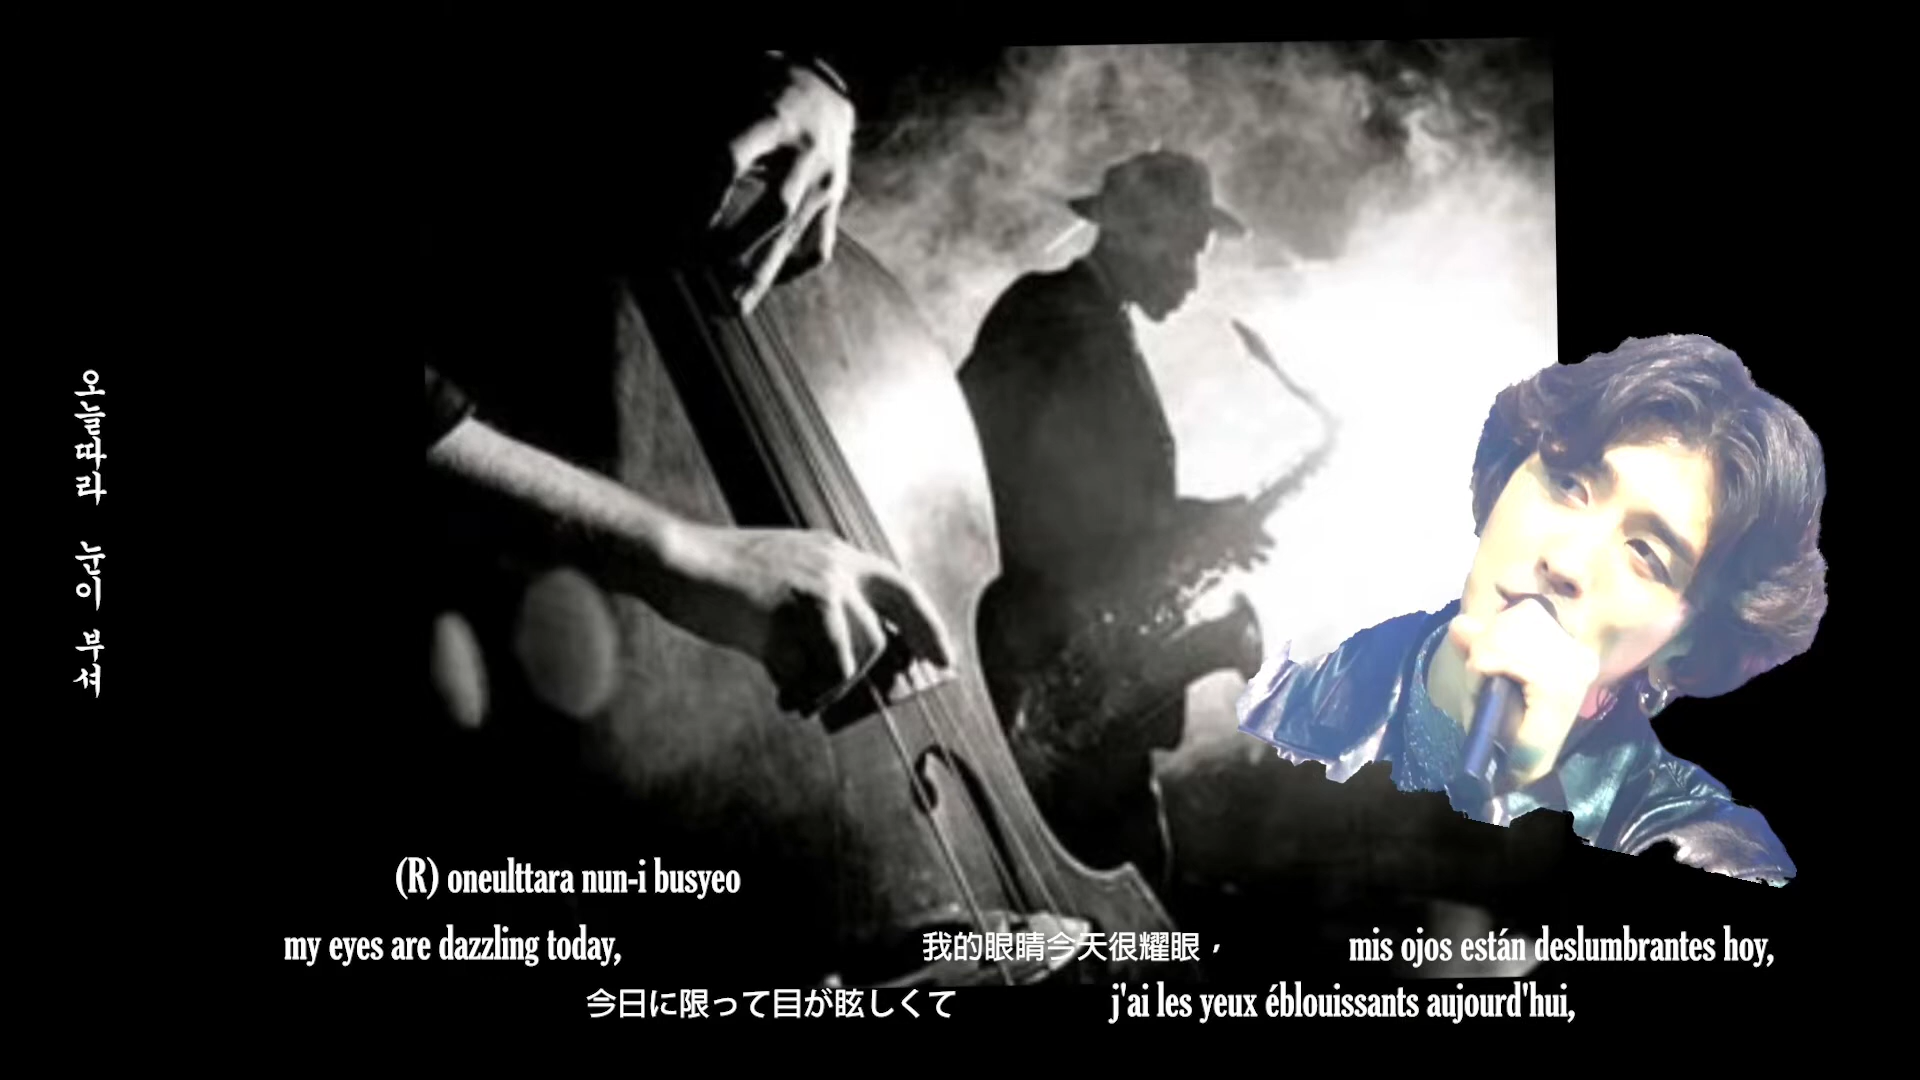 오늘따라 눈이 부셔
(R) oneulttara nun-i busyeo
my eyes are dazzling today,
我的眼睛今天很耀眼，
mis ojos están deslumbrantes hoy,
今日に限って目が眩しくて
j'ai les yeux éblouissants aujourd'hui,